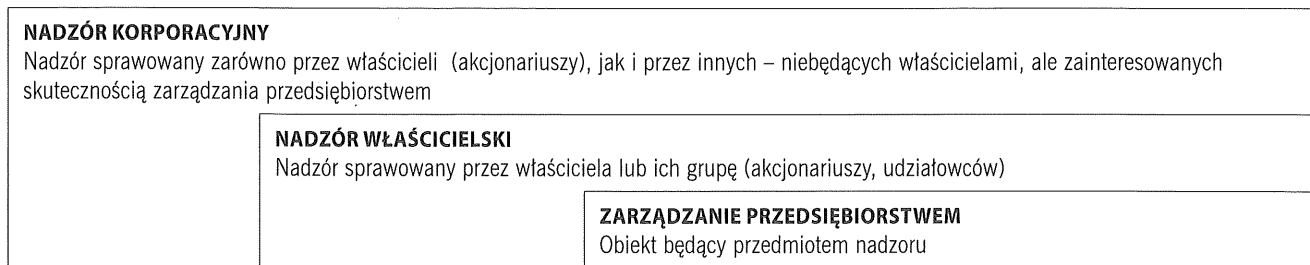 NADZÓR KORPORACYJNY
Nadzór sprawowany zarówno przez właścicieli (akcjonariuszy), jak i przez innych – niebędących właścicielami, ale zainteresowanych
skutecznością zarządzania przedsiębiorstwem
NADZÓR WŁAŚCICIELSKI
Nadzór sprawowany przez właściciela lub ich grupę (akcjonariuszy, udziałowców)
ZARZĄDZANIE PRZEDSIĘBIORSTWEM
Obiekt będący przedmiotem nadzoru